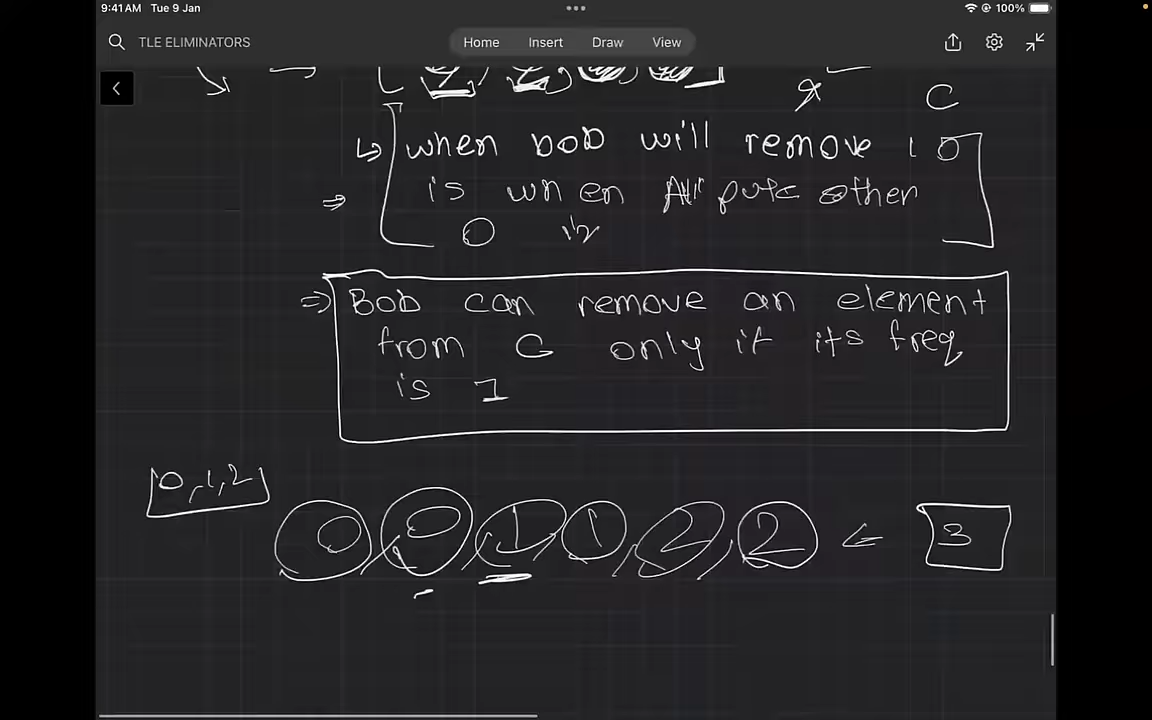 9:41 AM Tue 9 Jan
100%
TLE ELIMINATORS
Home Insert Draw View
C
when bob will remove 1 0
is when puts other
0 in
Bob can remove an element
from C only if its freq
is 1
[0, 1, 2]
0, 0, 1, 1, 2, 2 ← 3